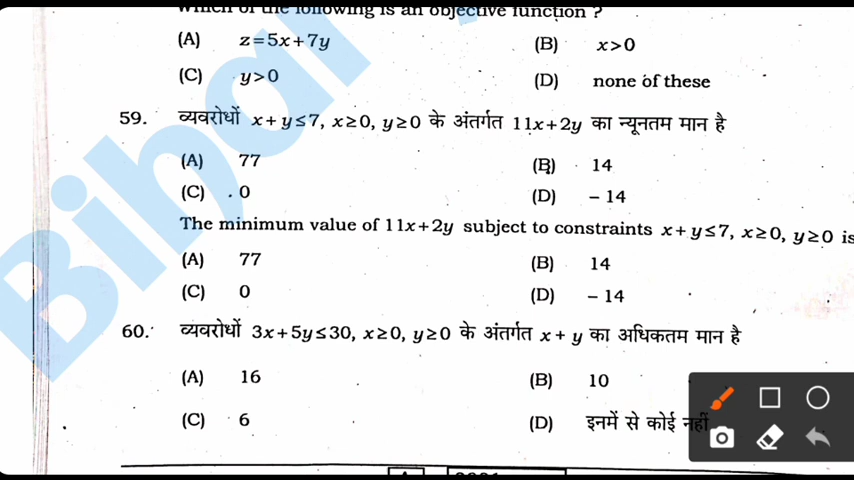 Which of the following is an objective function ?
(A) z=5x+7y (B) x>0
(C) y>0 (D) none of these
59. व्यवरोधों x+y≤7, x≥0, y≥0 के अंतर्गत 11x+2y का न्यूनतम मान है
(A) 77 (B) 14
(C) 0 (D) – 14
The minimum value of 11x+2y subject to constraints x+y≤7, x≥0, y≥0 is
(A) 77 (B) 14
(C) 0 (D) – 14
60. व्यवरोधों 3x+5y≤30, x≥0, y≥0 के अंतर्गत x+y का अधिकतम मान है
(A) 16 (B) 10
(C) 6 (D) इनमें से कोई नहीं
Bihar